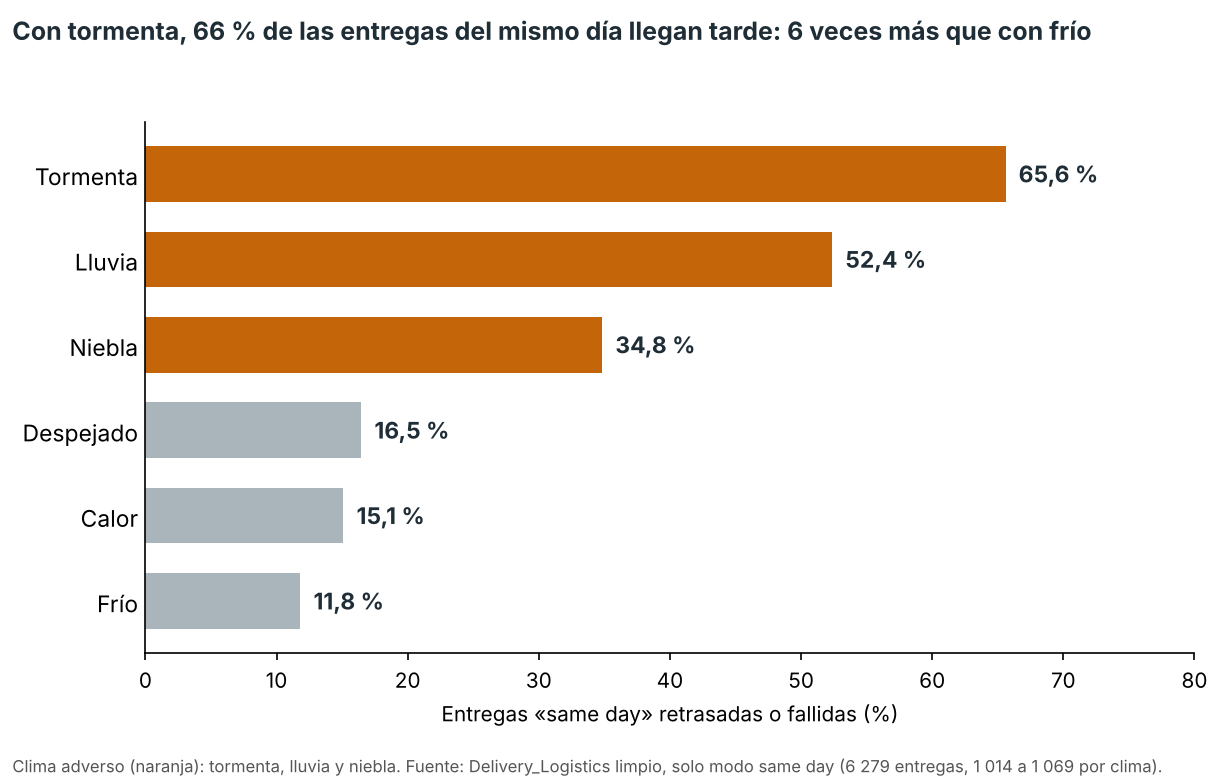 Con tormenta, 66 % de las entregas del mismo día llegan tarde: 6 veces más que con frío
Tormenta
65,6 %
Lluvia
52,4 %
Niebla
34,8 %
Despejado
16,5 %
Calor
15,1 %
Frío
11,8 %
0 10 20 30 40 50 60 70 80
Entregas «same day» retrasadas o fallidas (%)
Clima adverso (naranja): tormenta, lluvia y niebla. Fuente: Delivery_Logistics limpio, solo modo same day (6 279 entregas, 1 014 a 1 069 por clima).